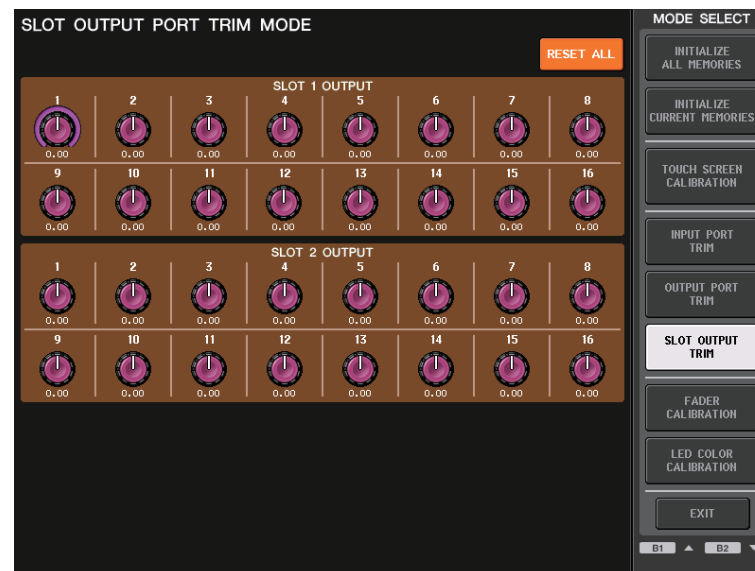 SLOT OUTPUT PORT TRIM MODE
RESET ALL
SLOT 1 OUTPUT
1 2 3 4 5 6 7 8
0.00 0.00 0.00 0.00 0.00 0.00 0.00 0.00
9 10 11 12 13 14 15 16
0.00 0.00 0.00 0.00 0.00 0.00 0.00 0.00
SLOT 2 OUTPUT
1 2 3 4 5 6 7 8
0.00 0.00 0.00 0.00 0.00 0.00 0.00 0.00
9 10 11 12 13 14 15 16
0.00 0.00 0.00 0.00 0.00 0.00 0.00 0.00
MODE SELECT
INITIALIZE
ALL MEMORIES
INITIALIZE
CURRENT MEMORIES
TOUCH SCREEN
CALIBRATION
INPUT PORT
TRIM
OUTPUT PORT
TRIM
SLOT OUTPUT
TRIM
FADER
CALIBRATION
LED COLOR
CALIBRATION
EXIT
B1 B2